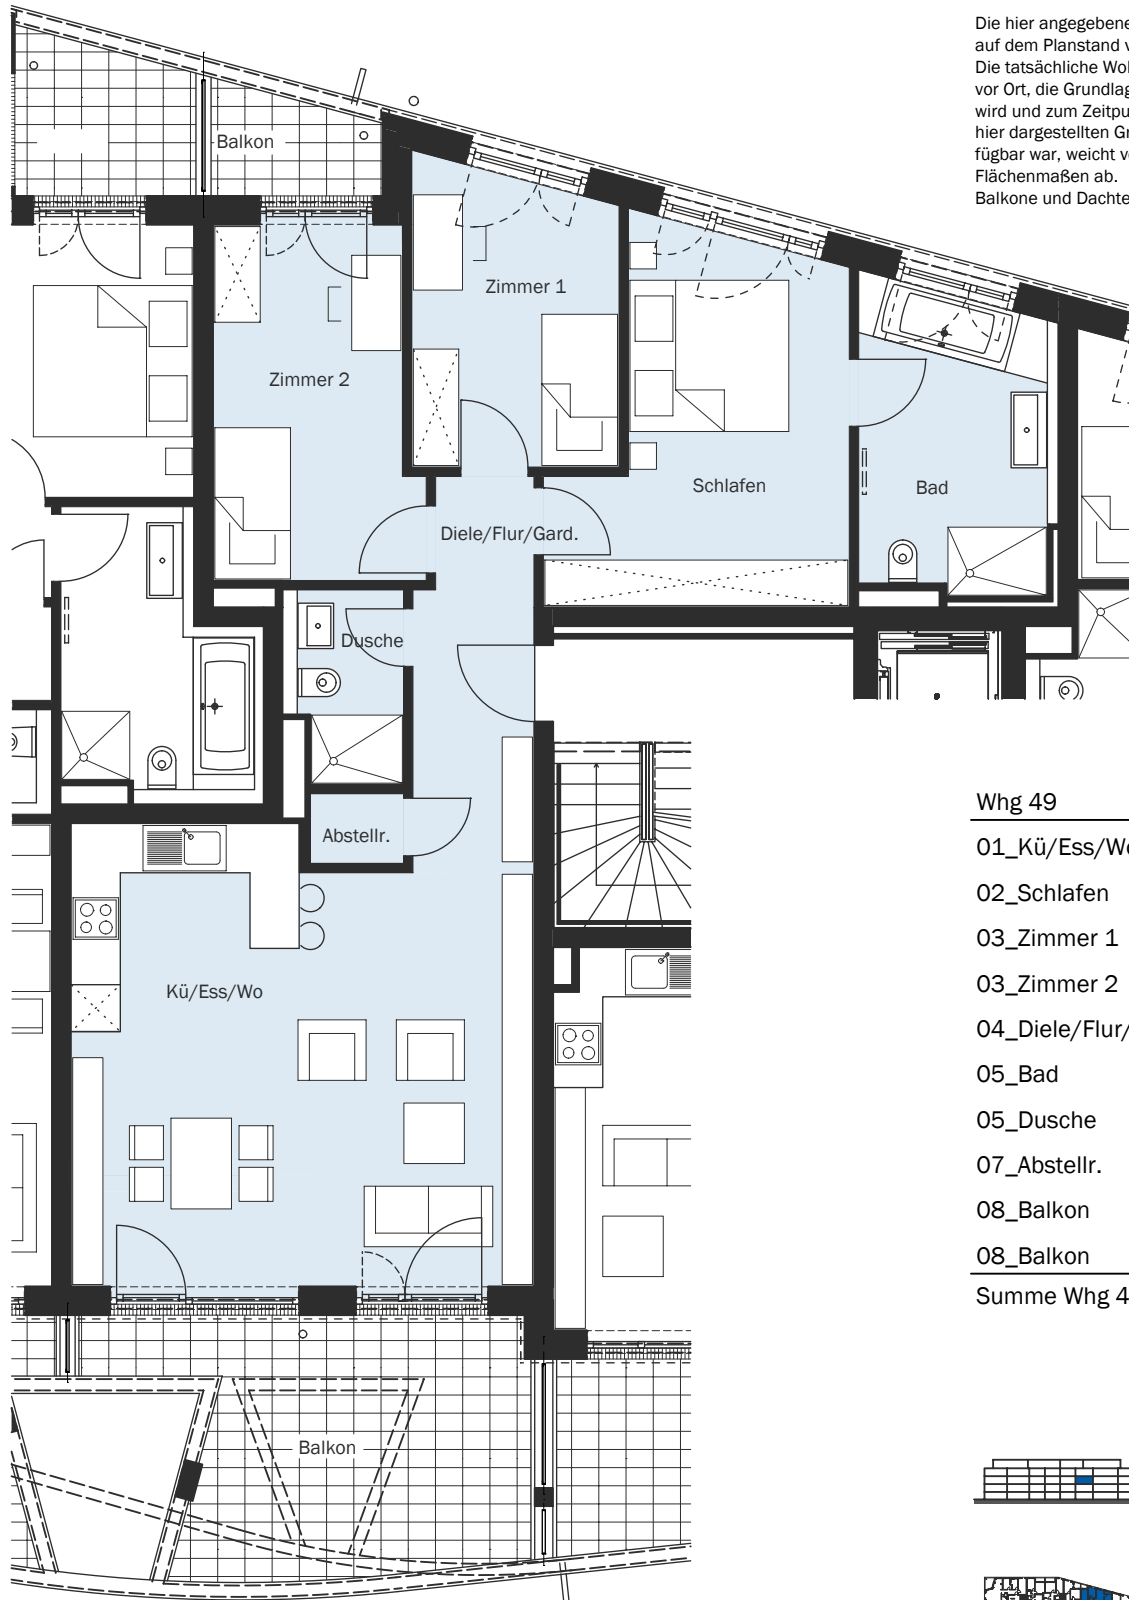 Die hier angegebene
auf dem Planstand v
Die tatsächliche Wo
vor Ort, die Grundlag
wird und zum Zeitpu
hier dargestellten Gr
fügbar war, weicht v
Flächenmaßen ab.
Balkone und Dachte
Balkon
Zimmer 1
Zimmer 2
Schlafen
Bad
Diele/Flur/Gard.
Dusche
Abstellr.
Kü/Ess/Wo
Balkon
Whg 49
01_Kü/Ess/Wo
02_Schlafen
03_Zimmer 1
03_Zimmer 2
04_Diele/Flur/
05_Bad
05_Dusche
07_Abstellr.
08_Balkon
08_Balkon
Summe Whg 4